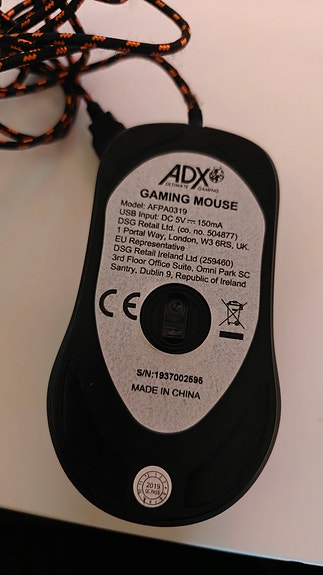 ADX
ULTIMATE GAMING
GAMING MOUSE
Model: AFPA0319
USB Input: DC 5V⎓150mA
DSG Retail Ltd. (co. no. 504877)
1 Portal Way, London, W3 6RS, UK.
EU Representative
DSG Retail Ireland Ltd (259460)
3rd Floor Office Suite, Omni Park SC
Santry, Dublin 9, Republic of Ireland
CE
S/N:1937002595
MADE IN CHINA
2019